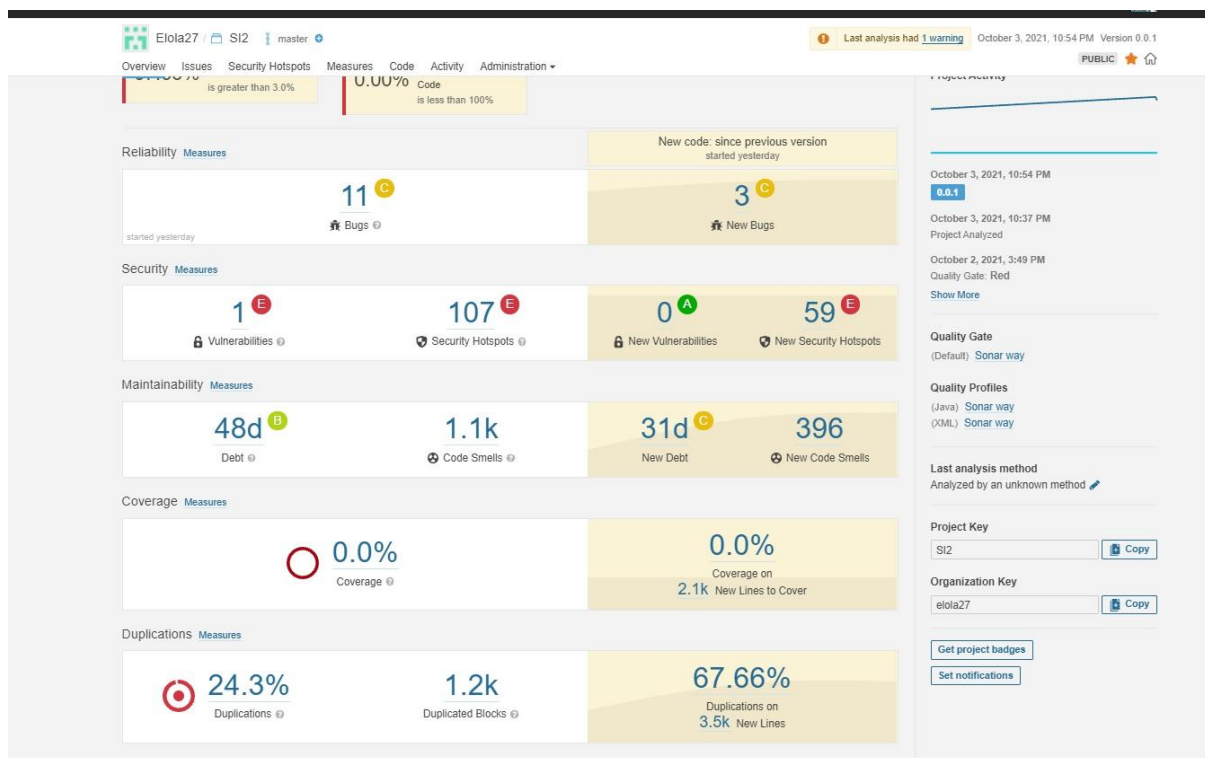 Elola27 / SI2 master
Last analysis had 1 warning October 3, 2021, 10:54 PM Version 0.0.1
Overview Issues Security Hotspots Measures Code Activity Administration
PUBLIC
is greater than 3.0%
0.00% Code
is less than 100%
Reliability Measures
New code: since previous version
started yesterday
11 C
Bugs
started yesterday
3 C
New Bugs
Security Measures
1 E
Vulnerabilities
107 E
Security Hotspots
0 A
New Vulnerabilities
59 E
New Security Hotspots
Maintainability Measures
48d B
Debt
1.1k
Code Smells
31d C
New Debt
396
New Code Smells
Coverage Measures
0.0%
Coverage
0.0%
Coverage on
2.1k New Lines to Cover
Duplications Measures
24.3%
Duplications
1.2k
Duplicated Blocks
67.66%
Duplications on
3.5k New Lines
Project Activity
October 3, 2021, 10:54 PM
0.0.1
October 3, 2021, 10:37 PM
Project Analyzed
October 2, 2021, 3:49 PM
Quality Gate: Red
Show More
Quality Gate
(Default) Sonar way
Quality Profiles
(Java) Sonar way
(XML) Sonar way
Last analysis method
Analyzed by an unknown method
Project Key
SI2 Copy
Organization Key
elola27 Copy
Get project badges
Set notifications